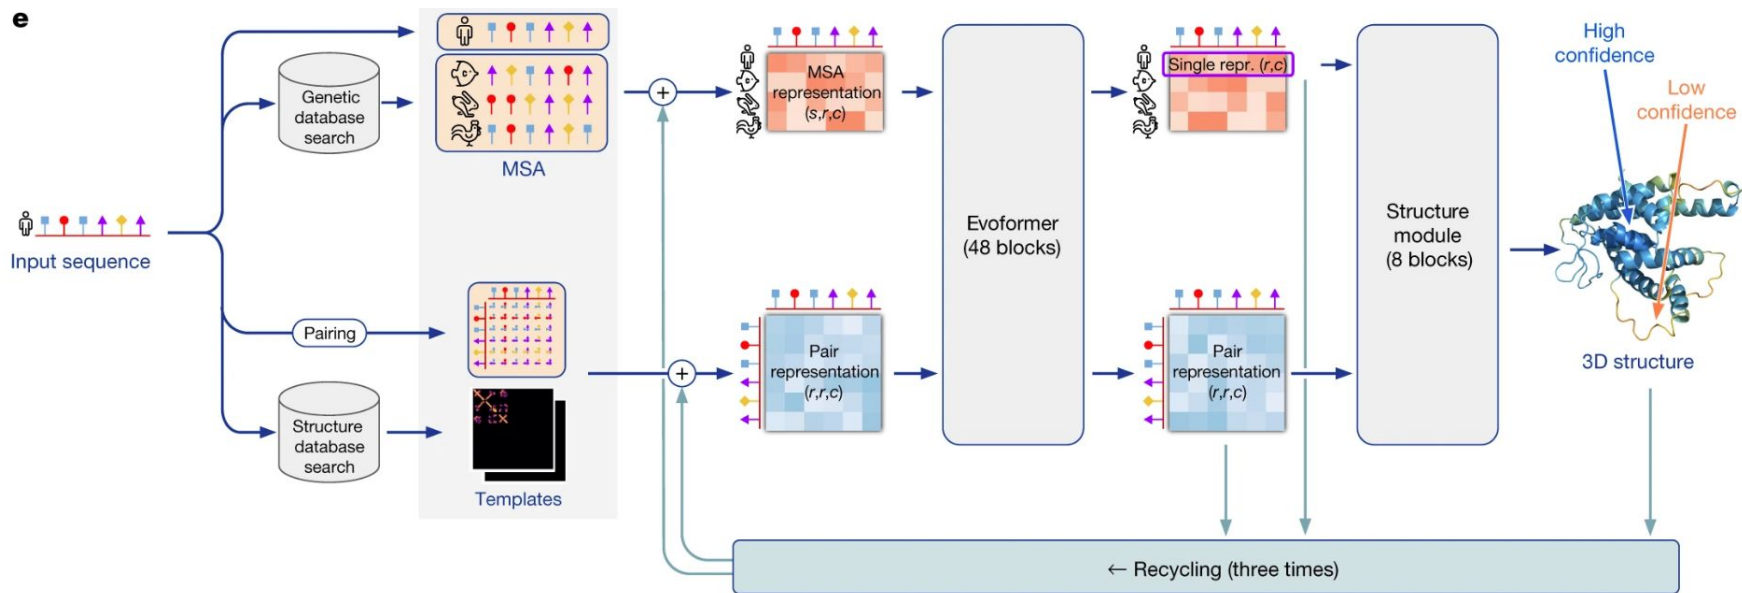 e
Input sequence
Genetic
database
search
Pairing
Structure
database
search
MSA
Templates
+
+
MSA
representation
(s,r,c)
Pair
representation
(r,r,c)
Evoformer
(48 blocks)
Single repr. (r,c)
Pair
representation
(r,r,c)
Structure
module
(8 blocks)
High
confidence
Low
confidence
3D structure
← Recycling (three times)